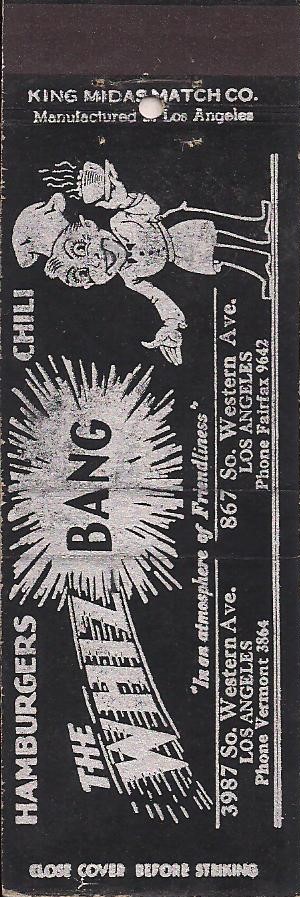 KING MIDAS MATCH CO.
Manufactured in Los Angeles
HAMBURGERS CHILI
THE
WHIZ
BANG
"In an atmosphere of Friendliness"
3987 So. Western Ave.
LOS ANGELES
Phone Vermont 3864
867 So. Western Ave.
LOS ANGELES
Phone Fairfax 9642
CLOSE COVER BEFORE STRIKING